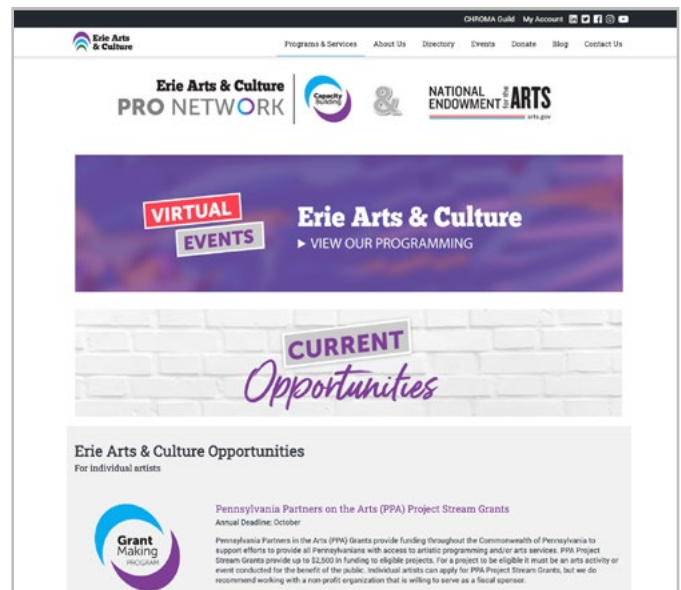 CHROMA Guild My Account
Erie Arts
& Culture
Programs & Services About Us Directory Events Donate Blog Contact Us
Erie Arts & Culture
PRO NETWORK
Capacity
Building
&
NATIONAL
ENDOWMENT for the ARTS
arts.gov
VIRTUAL
EVENTS
Erie Arts & Culture
▶ VIEW OUR PROGRAMMING
CURRENT
Opportunities
Erie Arts & Culture Opportunities
For individual artists
Grant
Making
PROGRAM
Pennsylvania Partners on the Arts (PPA) Project Stream Grants
Annual Deadline: October
Pennsylvania Partners in the Arts (PPA) Grants provide funding throughout the Commonwealth of Pennsylvania to
support efforts to provide all Pennsylvanians with access to artistic programming and/or arts services. PPA Project
Stream Grants provide up to $2,500 in funding to eligible projects. For a project to be eligible it must be an arts activity or
event conducted for the benefit of the public. Individual artists can apply for PPA Project Stream Grants, but we do
recommend working with a non-profit organization that is willing to serve as a fiscal sponsor.